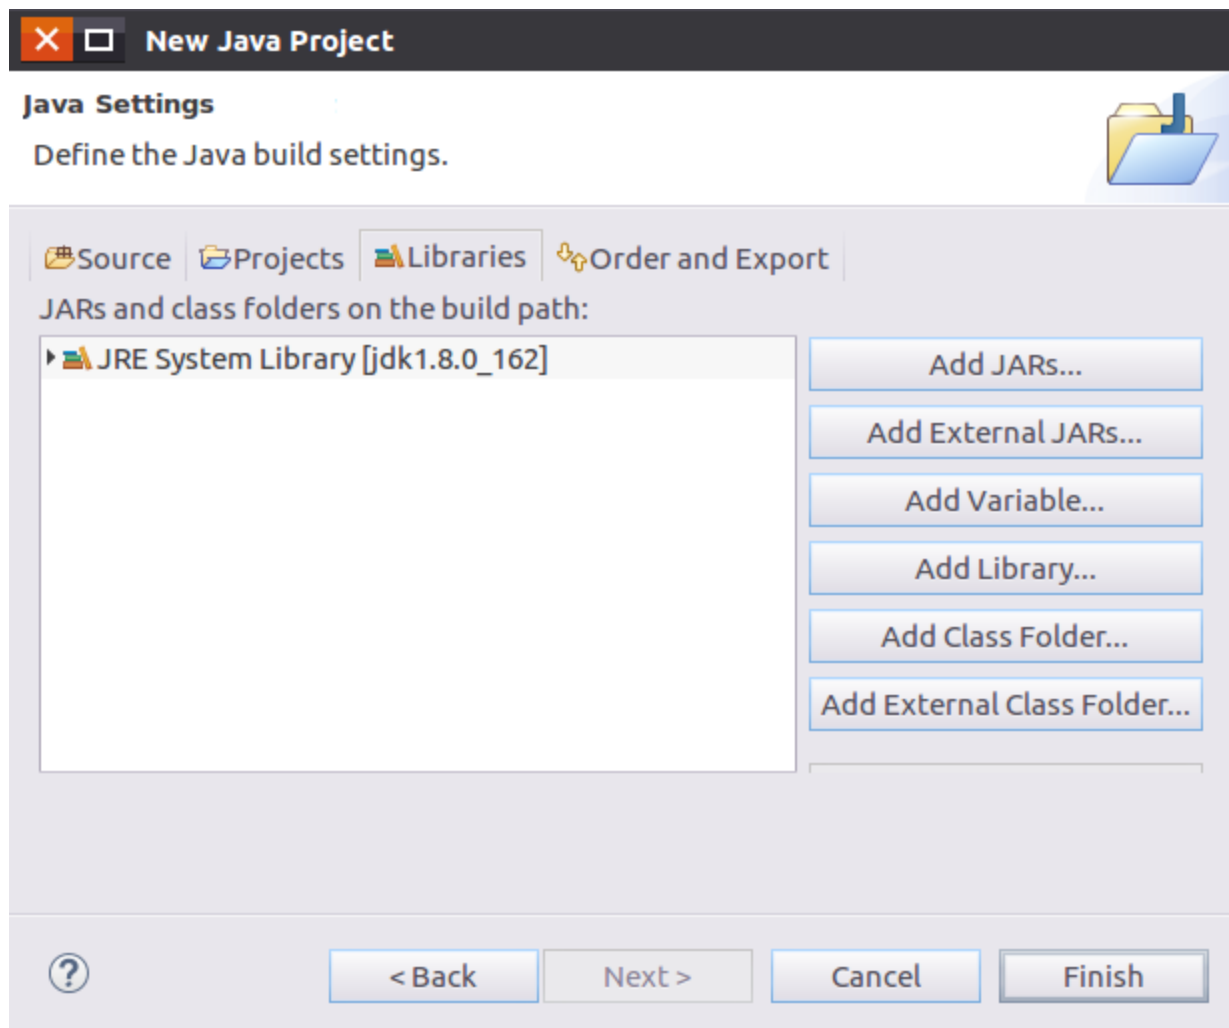 New Java Project
Java Settings
Define the Java build settings.
Source Projects Libraries Order and Export
JARs and class folders on the build path:
JRE System Library [jdk1.8.0_162]
Add JARs...
Add External JARs...
Add Variable...
Add Library...
Add Class Folder...
Add External Class Folder...
? < Back Next > Cancel Finish